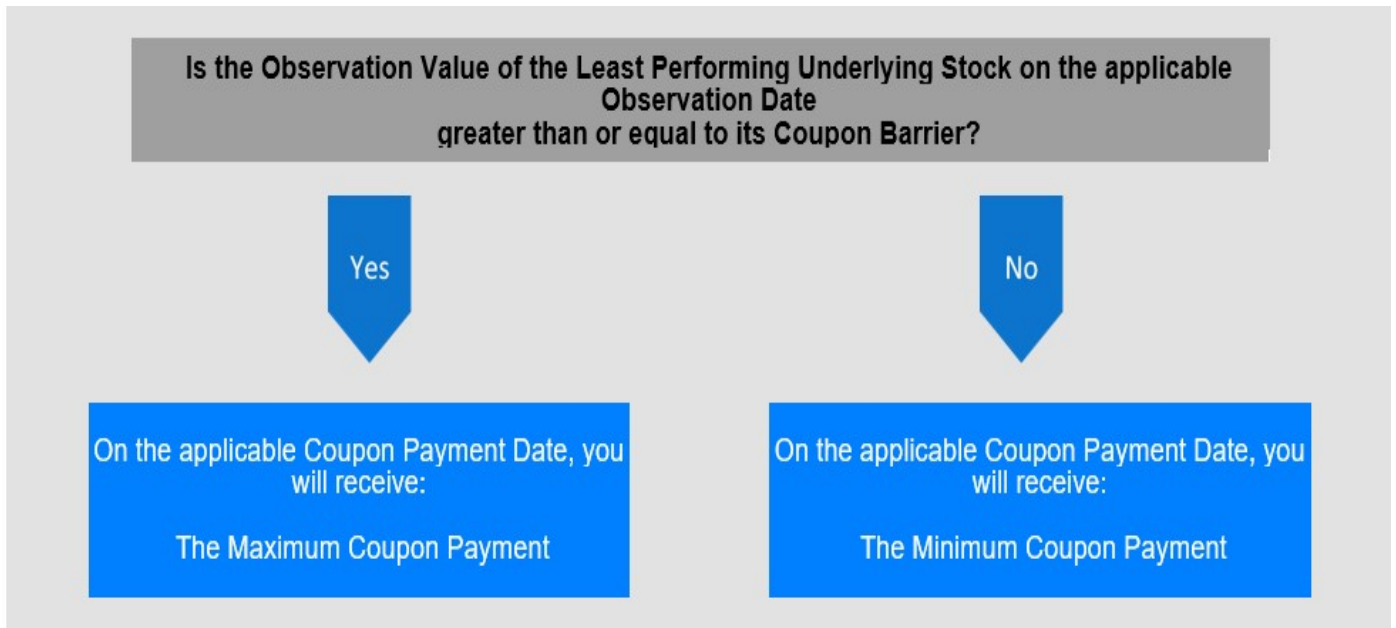 Is the Observation Value of the Least Performing Underlying Stock on the applicable
Observation Date
greater than or equal to its Coupon Barrier?
Yes
No
On the applicable Coupon Payment Date, you
will receive:
The Maximum Coupon Payment
On the applicable Coupon Payment Date, you
will receive:
The Minimum Coupon Payment